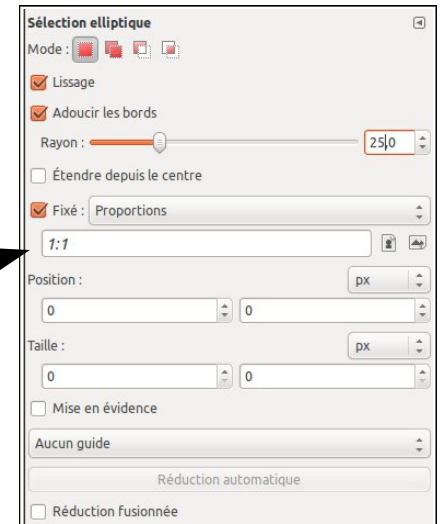 Sélection elliptique
Mode :
Lissage
Adoucir les bords
Rayon : 25,0
Étendre depuis le centre
Fixé : Proportions
1:1
Position : px
0 0
Taille : px
0 0
Mise en évidence
Aucun guide
Réduction automatique
Réduction fusionnée